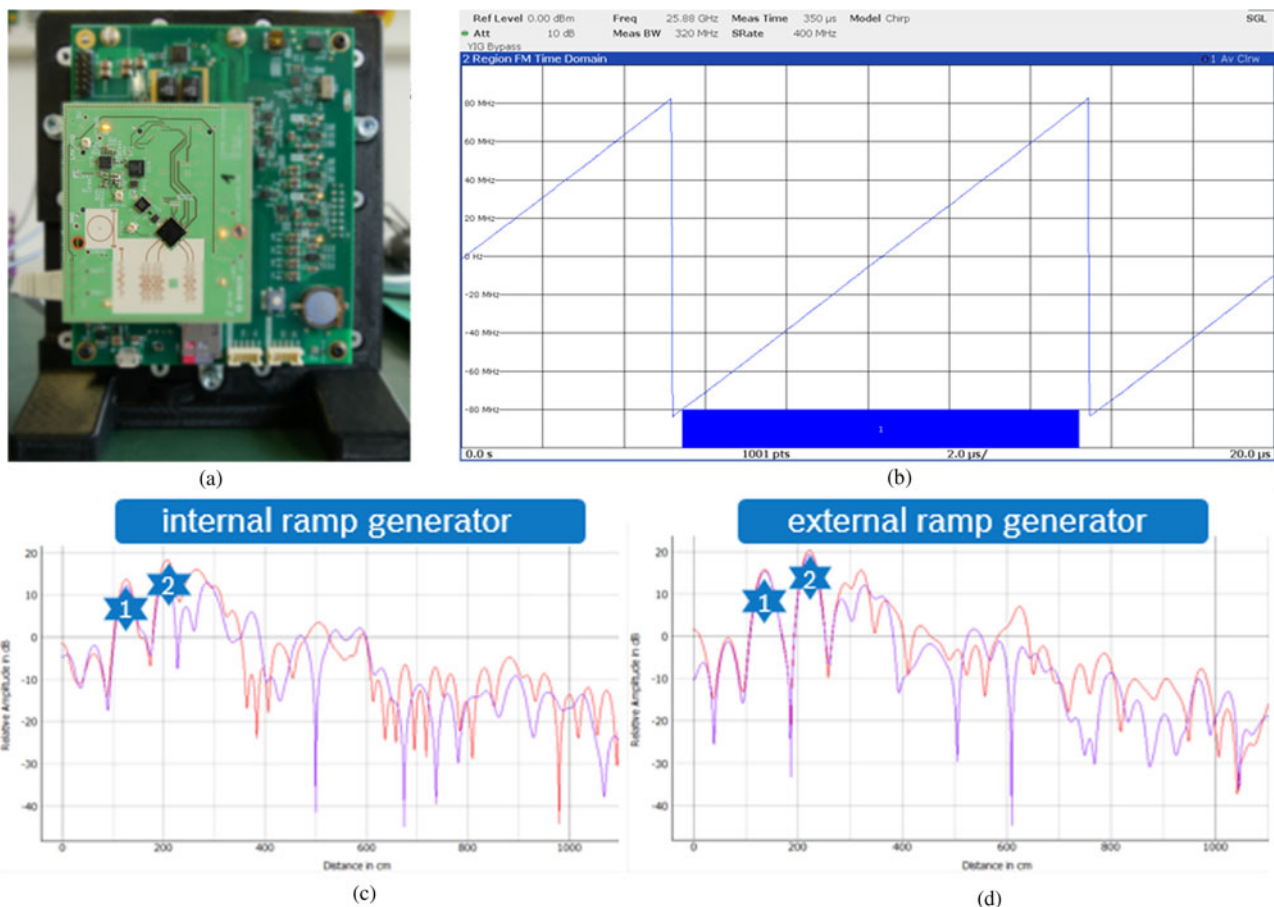 (a)
Ref Level 0.00 dBm Freq 25.88 GHz Meas Time 350 µs Model Chirp SGL
Att 10 dB Meas BW 320 MHz SRate 400 MHz
YIG Bypass
2 Region FM Time Domain 1 Av Clrw
80 MHz
60 MHz
40 MHz
20 MHz
0 Hz
-20 MHz
-40 MHz
-60 MHz
-80 MHz
1
0.0 s 1001 pts 2.0 µs/ 20.0 µs
(b)
internal ramp generator
Relative Amplitude in dB
20
10
0
-10
-20
-30
-40
1
2
0 200 400 600 800 1000
Distance in cm
(c)
external ramp generator
Relative Amplitude in dB
20
10
0
-10
-20
-30
-40
1
2
0 200 400 600 800 1000
Distance in cm
(d)